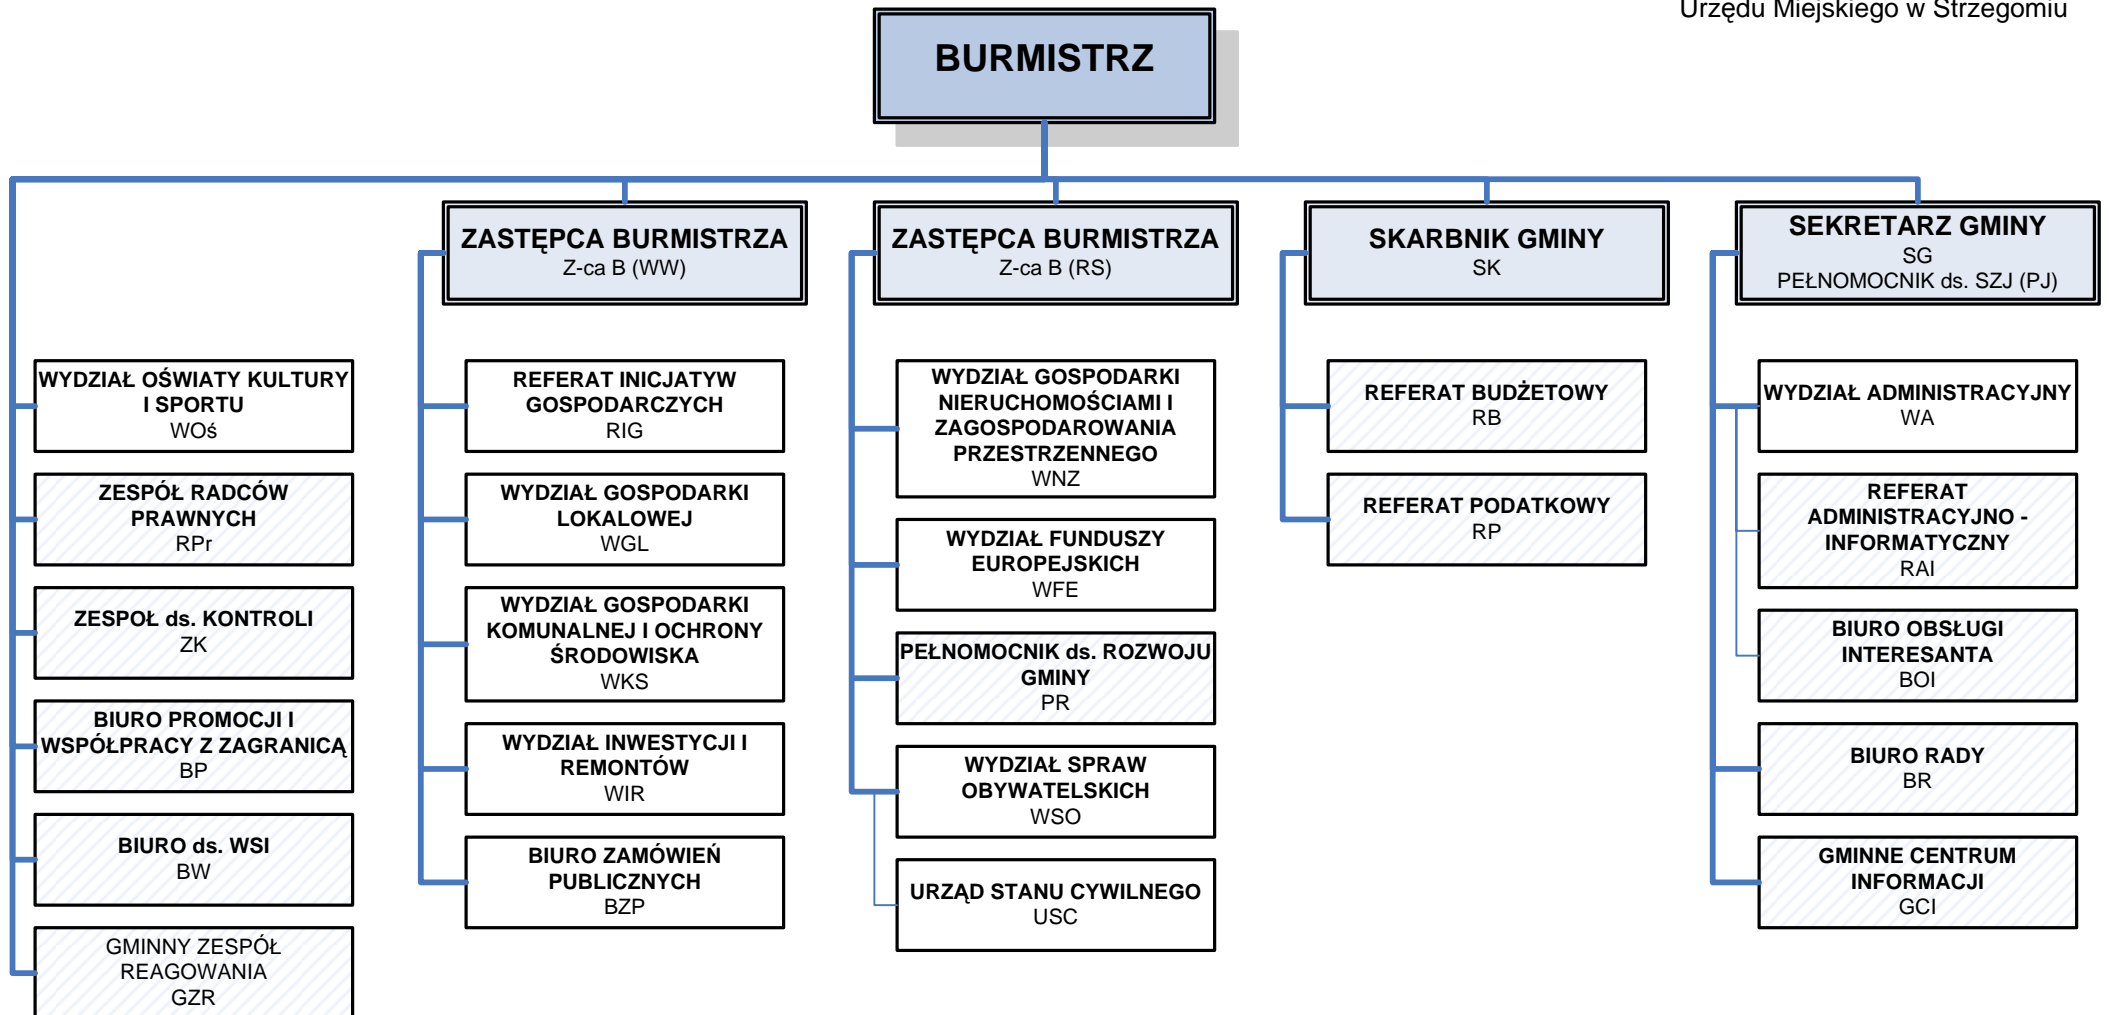 Urzędu Miejskiego w Strzegomiu
BURMISTRZ
ZASTĘPCA BURMISTRZA
Z-ca B (WW)
ZASTĘPCA BURMISTRZA
Z-ca B (RS)
SKARBNIK GMINY
SK
SEKRETARZ GMINY
SG
PEŁNOMOCNIK ds. SZJ (PJ)
WYDZIAŁ OŚWIATY KULTURY
I SPORTU
WOś
ZESPÓŁ RADCÓW
PRAWNYCH
RPr
ZESPOŁ ds. KONTROLI
ZK
BIURO PROMOCJI I
WSPÓŁPRACY Z ZAGRANICĄ
BP
BIURO ds. WSI
BW
GMINNY ZESPÓŁ
REAGOWANIA
GZR
REFERAT INICJATYW
GOSPODARCZYCH
RIG
WYDZIAŁ GOSPODARKI
LOKALOWEJ
WGL
WYDZIAŁ GOSPODARKI
KOMUNALNEJ I OCHRONY
ŚRODOWISKA
WKS
WYDZIAŁ INWESTYCJI I
REMONTÓW
WIR
BIURO ZAMÓWIEŃ
PUBLICZNYCH
BZP
WYDZIAŁ GOSPODARKI
NIERUCHOMOŚCIAMI I
ZAGOSPODAROWANIA
PRZESTRZENNEGO
WNZ
WYDZIAŁ FUNDUSZY
EUROPEJSKICH
WFE
PEŁNOMOCNIK ds. ROZWOJU
GMINY
PR
WYDZIAŁ SPRAW
OBYWATELSKICH
WSO
URZĄD STANU CYWILNEGO
USC
REFERAT BUDŻETOWY
RB
REFERAT PODATKOWY
RP
WYDZIAŁ ADMINISTRACYJNY
WA
REFERAT
ADMINISTRACYJNO -
INFORMATYCZNY
RAI
BIURO OBSŁUGI
INTERESANTA
BOI
BIURO RADY
BR
GMINNE CENTRUM
INFORMACJI
GCI